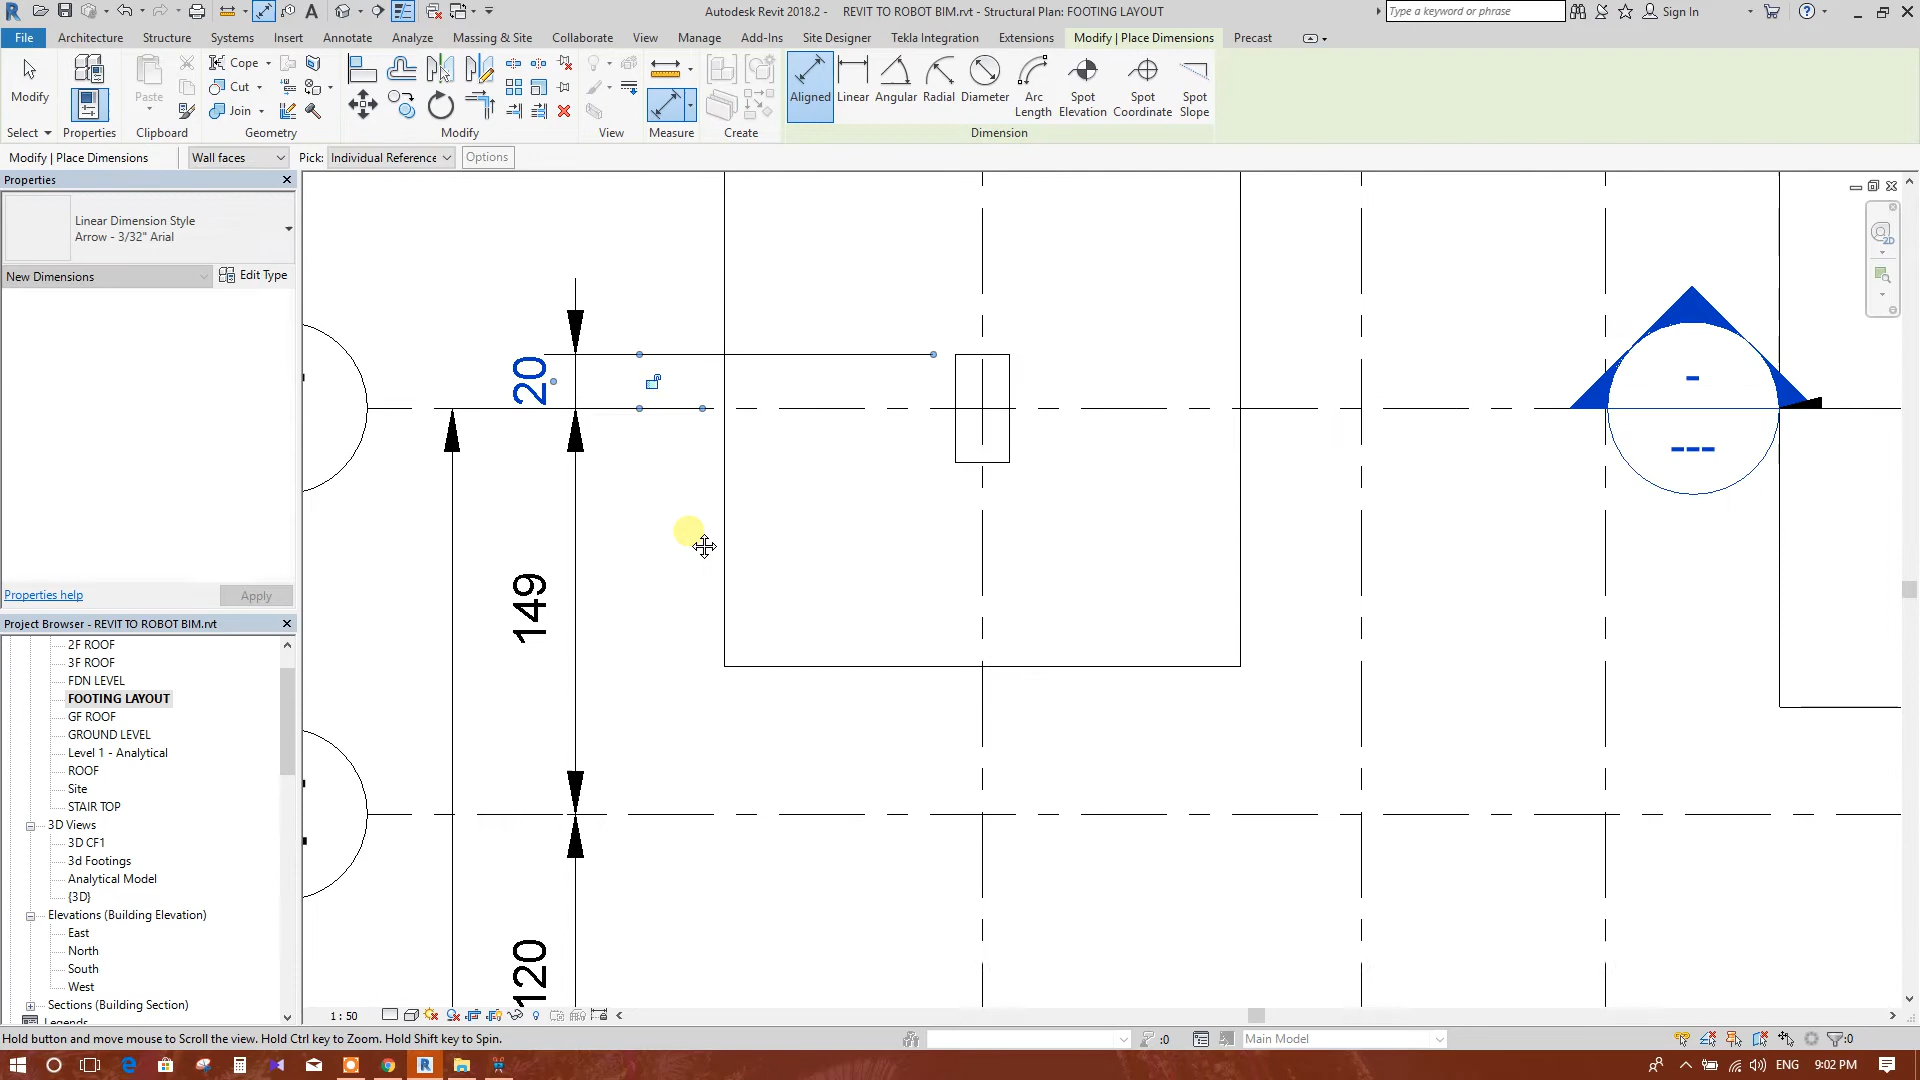 Autodesk Revit 2018.2 - REVIT TO ROBOT BIM.rvt - Structural Plan: FOOTING LAYOUT
Type a keyword or phrase
Sign In
File Architecture Structure Systems Insert Annotate Analyze Massing & Site Collaborate View Manage Add-Ins Site Designer Tekla Integration Extensions Modify | Place Dimensions Precast
Cope
Cut
Join
Modify
Paste
Aligned Linear Angular Radial Diameter Arc Length Spot Elevation Spot Coordinate Spot Slope
Select Properties Clipboard Geometry Modify View Measure Create Dimension
Modify | Place Dimensions Wall faces Pick: Individual Reference Options
Properties
Linear Dimension Style
Arrow - 3/32" Arial
New Dimensions Edit Type
Properties help Apply
Project Browser - REVIT TO ROBOT BIM.rvt
2F ROOF
3F ROOF
FDN LEVEL
FOOTING LAYOUT
GF ROOF
GROUND LEVEL
Level 1 - Analytical
ROOF
Site
STAIR TOP
3D Views
3D CF1
3d Footings
Analytical Model
{3D}
Elevations (Building Elevation)
East
North
South
West
Sections (Building Section)
Legends
20
149
120
-
---
2D
1 : 50
Hold button and move mouse to Scroll the view. Hold Ctrl key to Zoom. Hold Shift key to Spin.
:0
Main Model
:0
ENG 9:02 PM